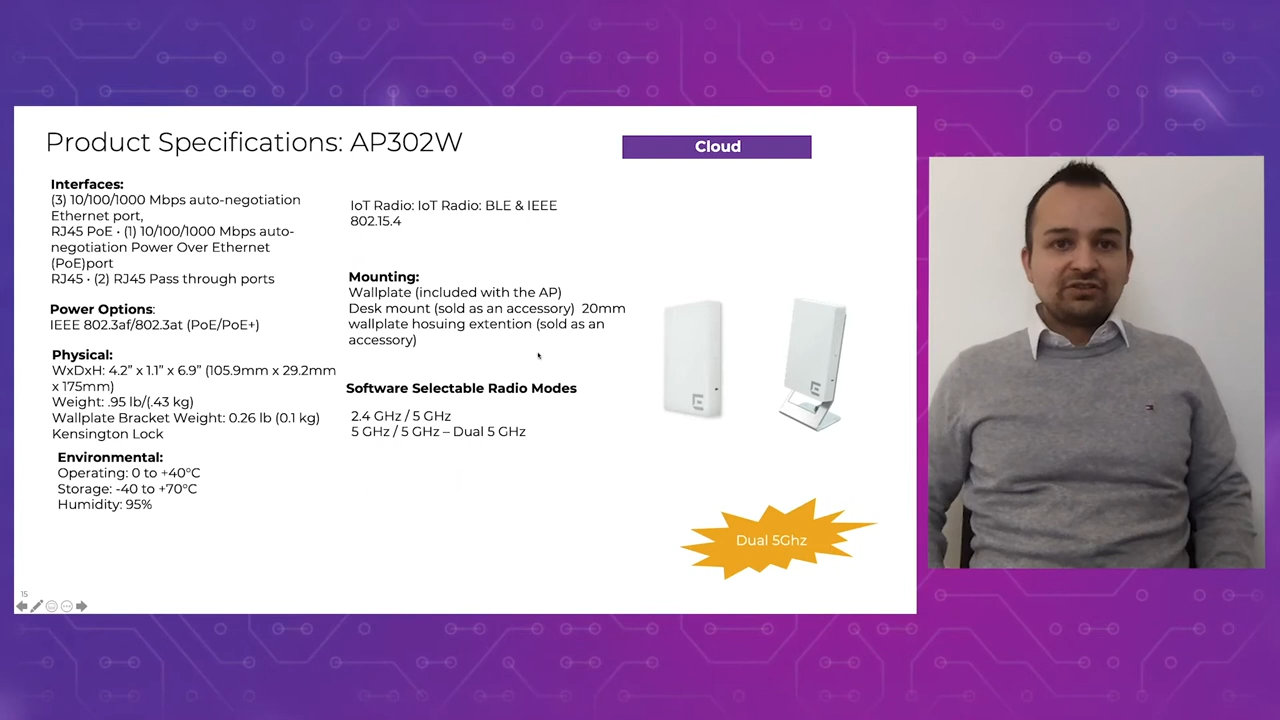 Product Specifications: AP302W
Cloud
Interfaces:
(3) 10/100/1000 Mbps auto-negotiation
Ethernet port,
RJ45 PoE • (1) 10/100/1000 Mbps auto-
negotiation Power Over Ethernet
(PoE)port
RJ45 • (2) RJ45 Pass through ports
Power Options:
IEEE 802.3af/802.3at (PoE/PoE+)
Physical:
WxDxH: 4.2” x 1.1” x 6.9” (105.9mm x 29.2mm
x 175mm)
Weight: .95 lb/(.43 kg)
Wallplate Bracket Weight: 0.26 lb (0.1 kg)
Kensington Lock
Environmental:
Operating: 0 to +40°C
Storage: -40 to +70°C
Humidity: 95%
IoT Radio: IoT Radio: BLE & IEEE
802.15.4
Mounting:
Wallplate (included with the AP)
Desk mount (sold as an accessory) 20mm
wallplate hosuing extention (sold as an
accessory)
Software Selectable Radio Modes
2.4 GHz / 5 GHz
5 GHz / 5 GHz – Dual 5 GHz
Dual 5Ghz
15